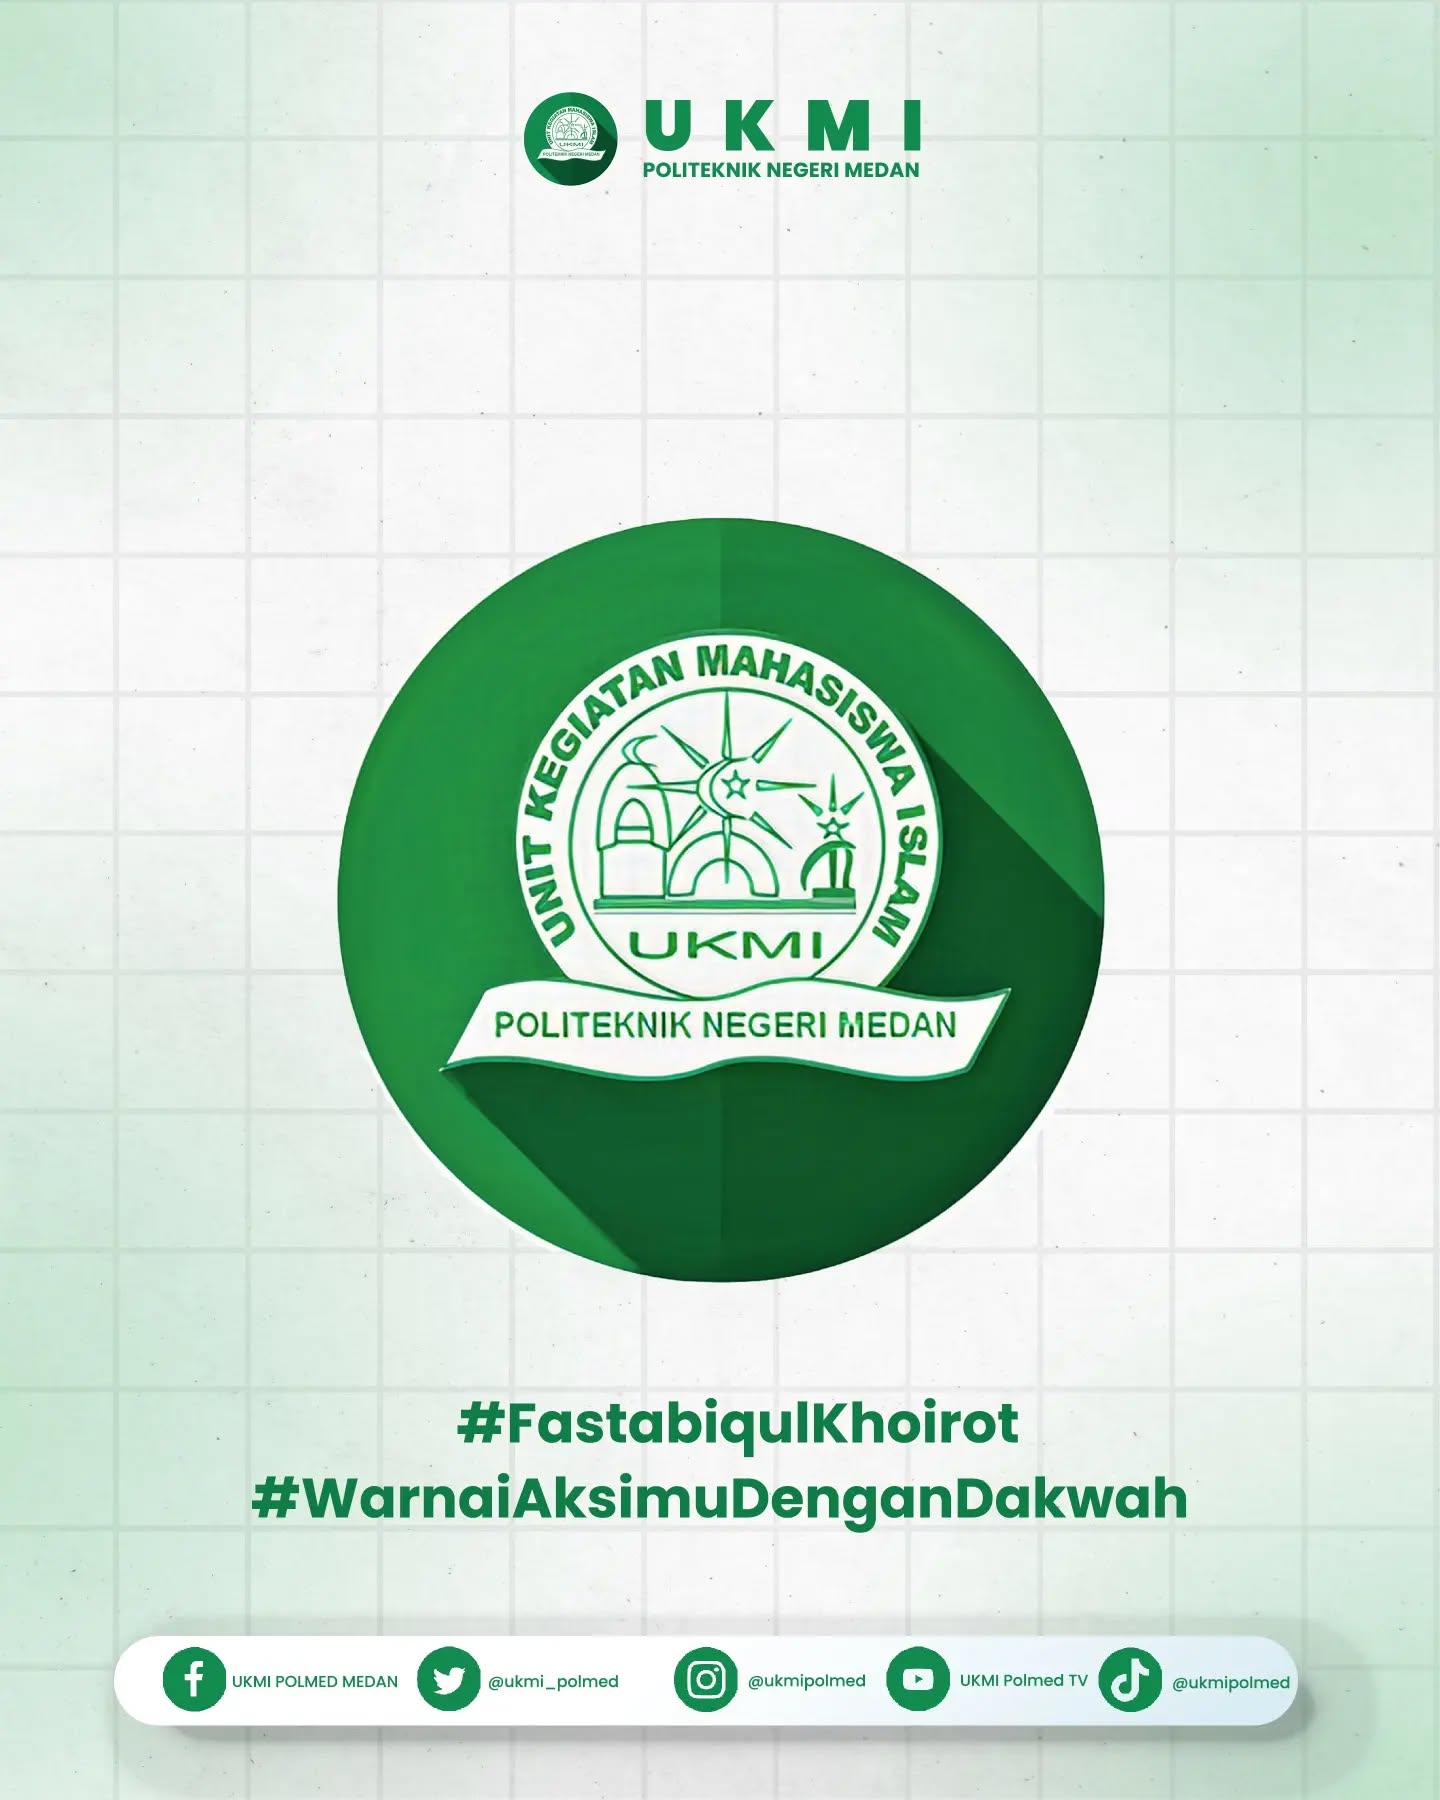 UKMI
POLITEKNIK NEGERI MEDAN
UNIT KEGIATAN MAHASISWA ISLAM
UKMI
POLITEKNIK NEGERI MEDAN
#FastabiqulKhoirot
#WarnaiAksimuDenganDakwah
UKMI POLMED MEDAN @ukmi_polmed @ukmipolmed UKMI Polmed TV @ukmipolmed